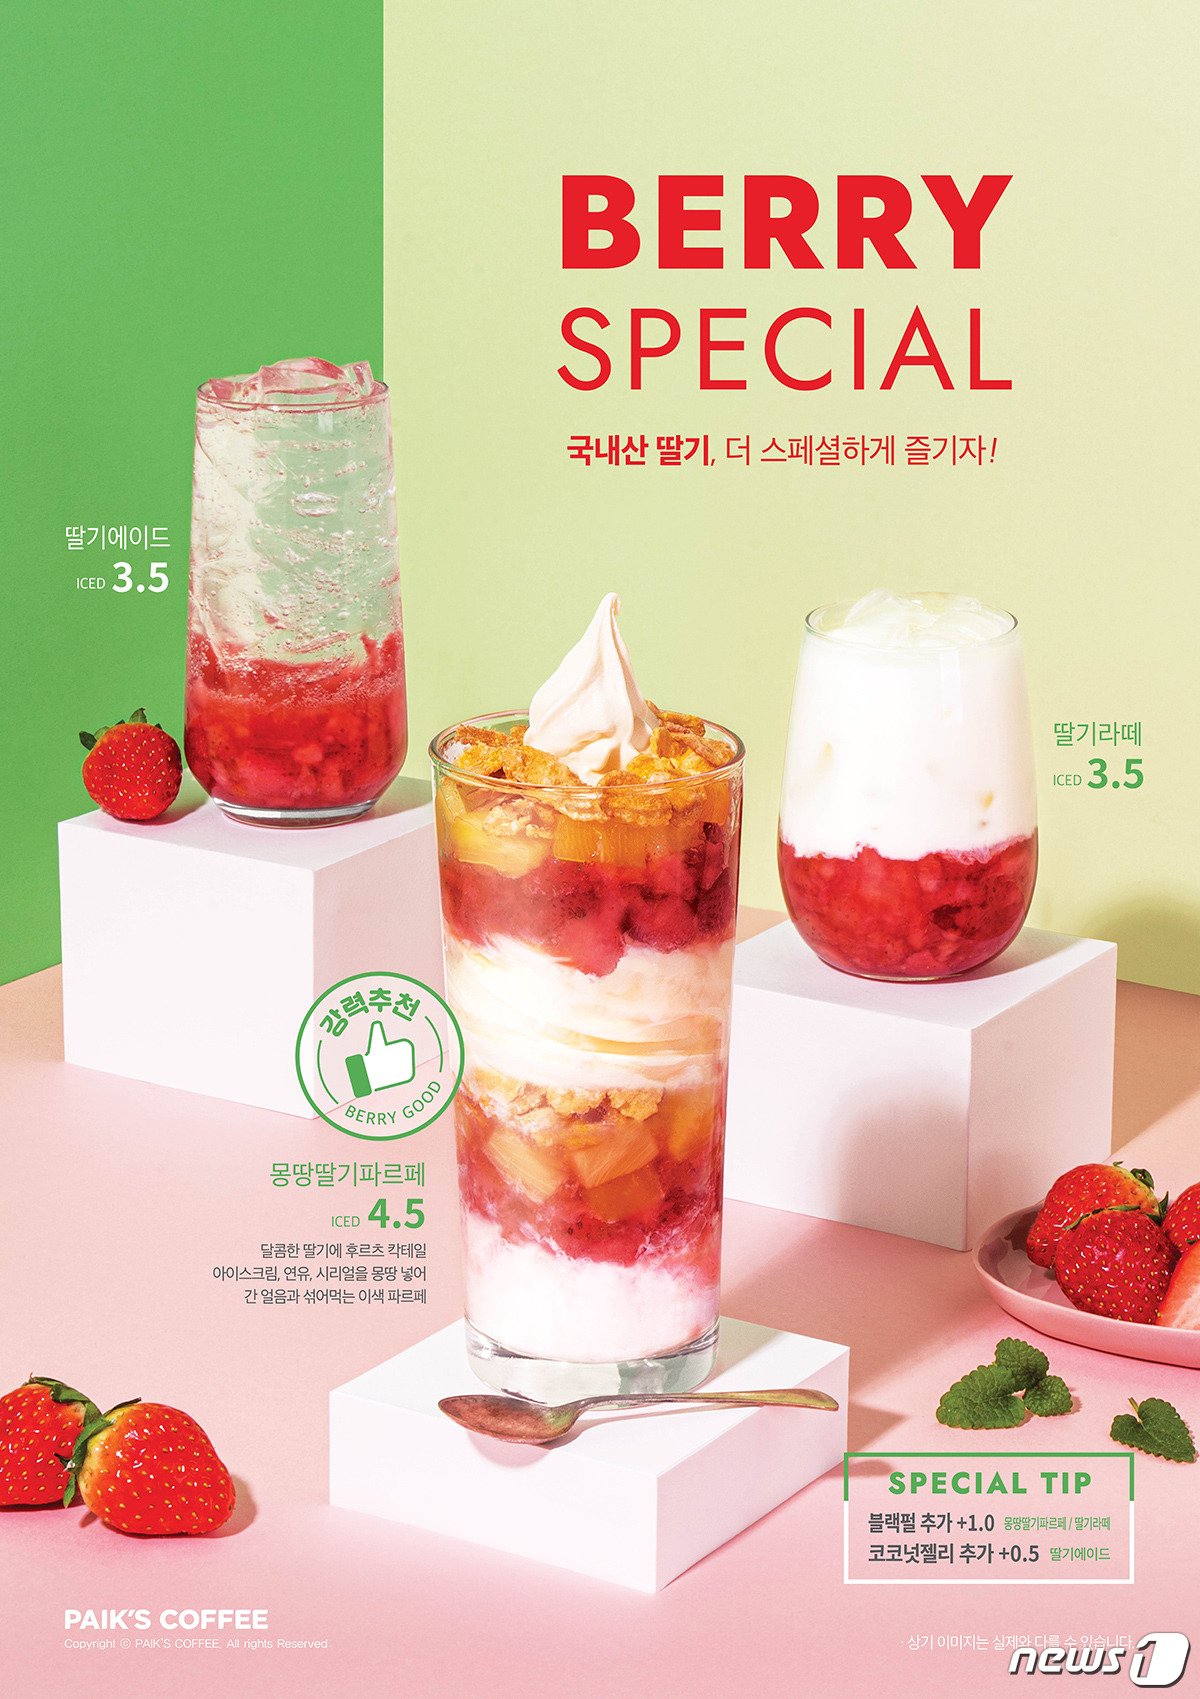 BERRY
SPECIAL
국내산 딸기, 더 스페셜하게 즐기자!
딸기에이드
ICED 3.5
딸기라떼
ICED 3.5
강력추천
BERRY GOOD
몽땅딸기파르페
ICED 4.5
달콤한 딸기에 후르츠 칵테일
아이스크림, 연유, 시리얼을 몽땅 넣어
간 얼음과 섞어먹는 이색 파르페
SPECIAL TIP
블랙펄 추가 +1.0 몽땅딸기파르페 / 딸기라떼
코코넛젤리 추가 +0.5 딸기에이드
PAIK'S COFFEE
Copyright ⓒ PAIK'S COFFEE. All rights Reserved
· 상기 이미지는 실제와 다를 수 있습니다.
news1